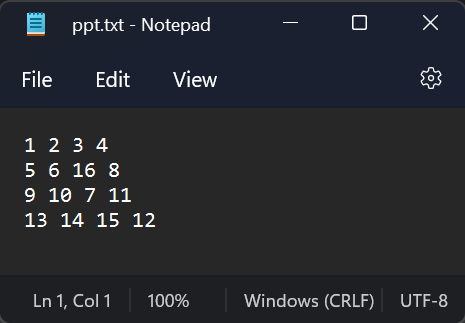 ppt.txt - Notepad
File Edit View
1 2 3 4
5 6 16 8
9 10 7 11
13 14 15 12
Ln 1, Col 1 100% Windows (CRLF) UTF-8